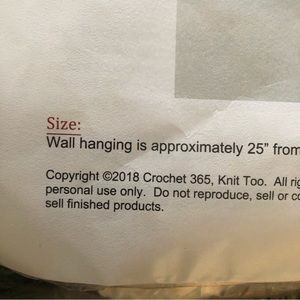 Size:
Wall hanging is approximately 25” from
Copyright ©2018 Crochet 365, Knit Too.  All
personal use only.  Do not reproduce, sell or
sell finished products.